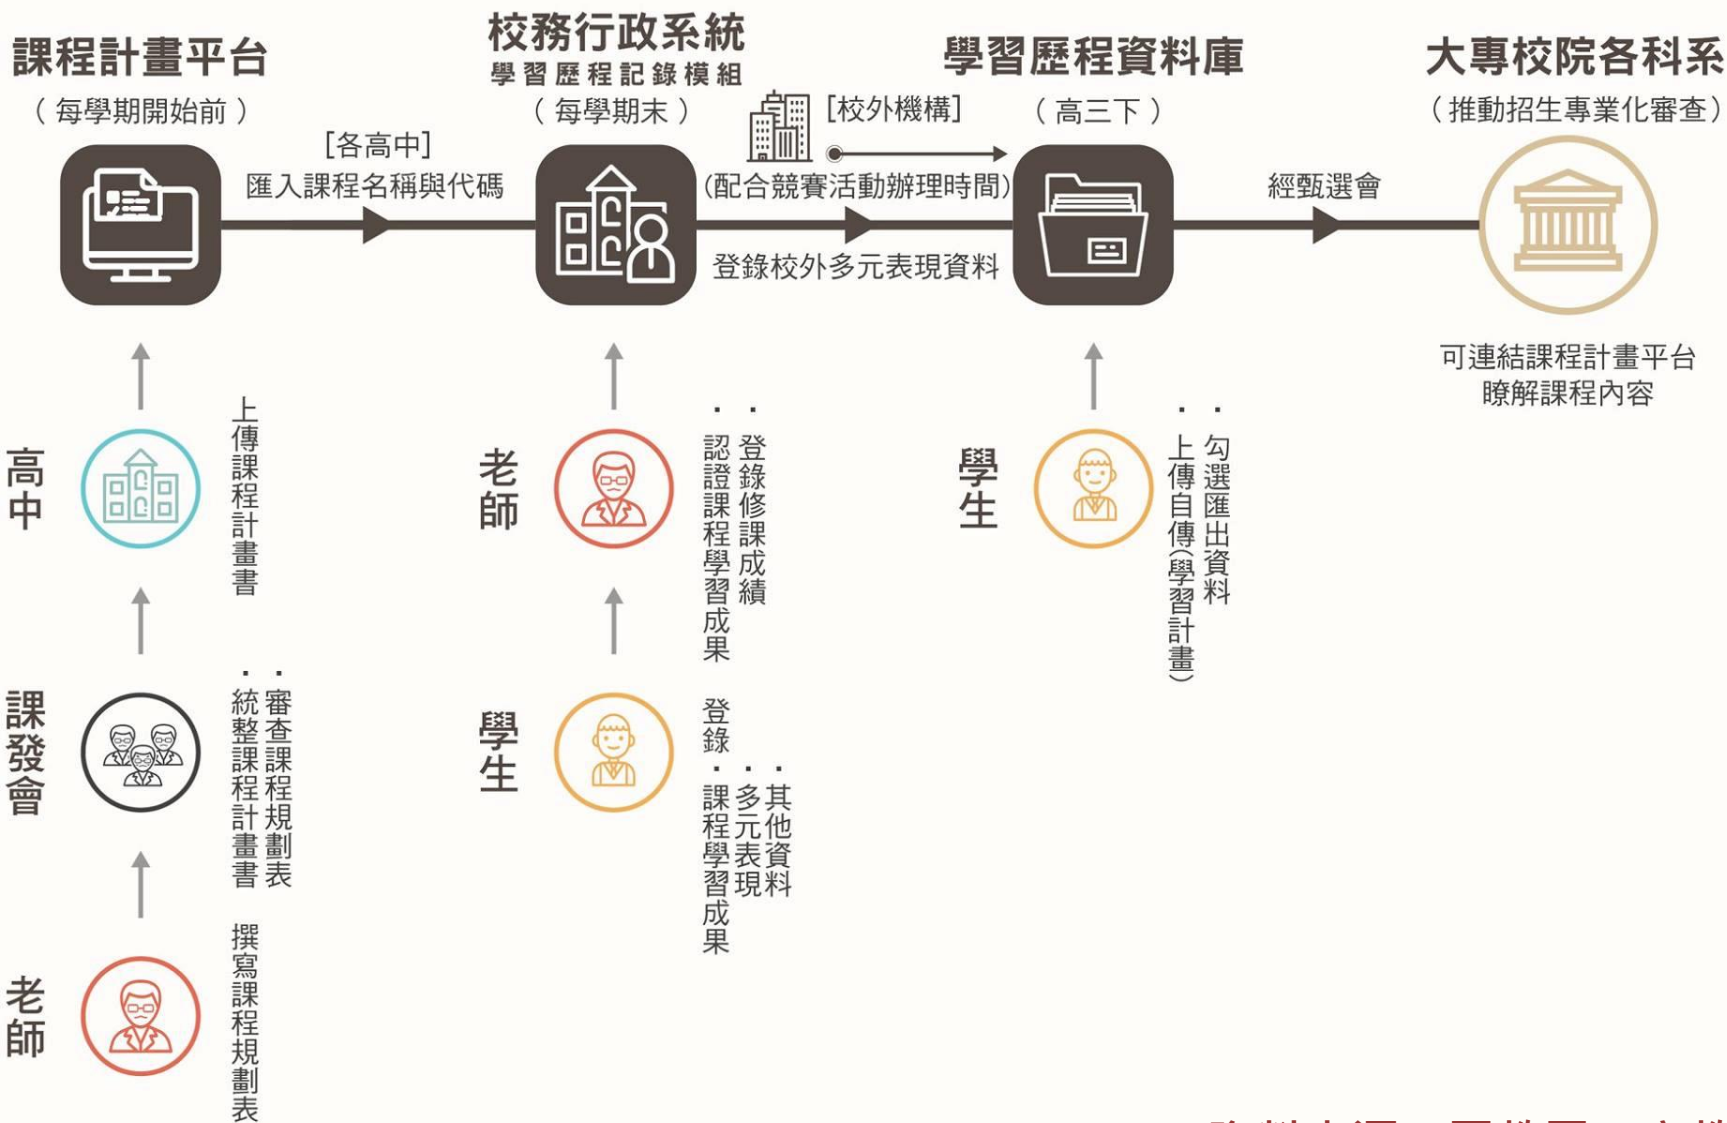 課程計畫平台
（每學期開始前）
[各高中]
匯入課程名稱與代碼
校務行政系統
學習歷程記錄模組
（每學期末）
[校外機構]
(配合競賽活動辦理時間)
登錄校外多元表現資料
學習歷程資料庫
（高三下）
經甄選會
大專校院各科系
（推動招生專業化審查）
可連結課程計畫平台
瞭解課程內容
高中
上傳課程計畫書
課發會
．審查課程規劃表
．統整課程計畫書
老師
撰寫課程規劃表
老師
．登錄修課成績
．認證課程學習成果
學生
登錄
．其他資料
．多元表現
．課程學習成果
學生
．勾選匯出資料
．上傳自傳(學習計畫)